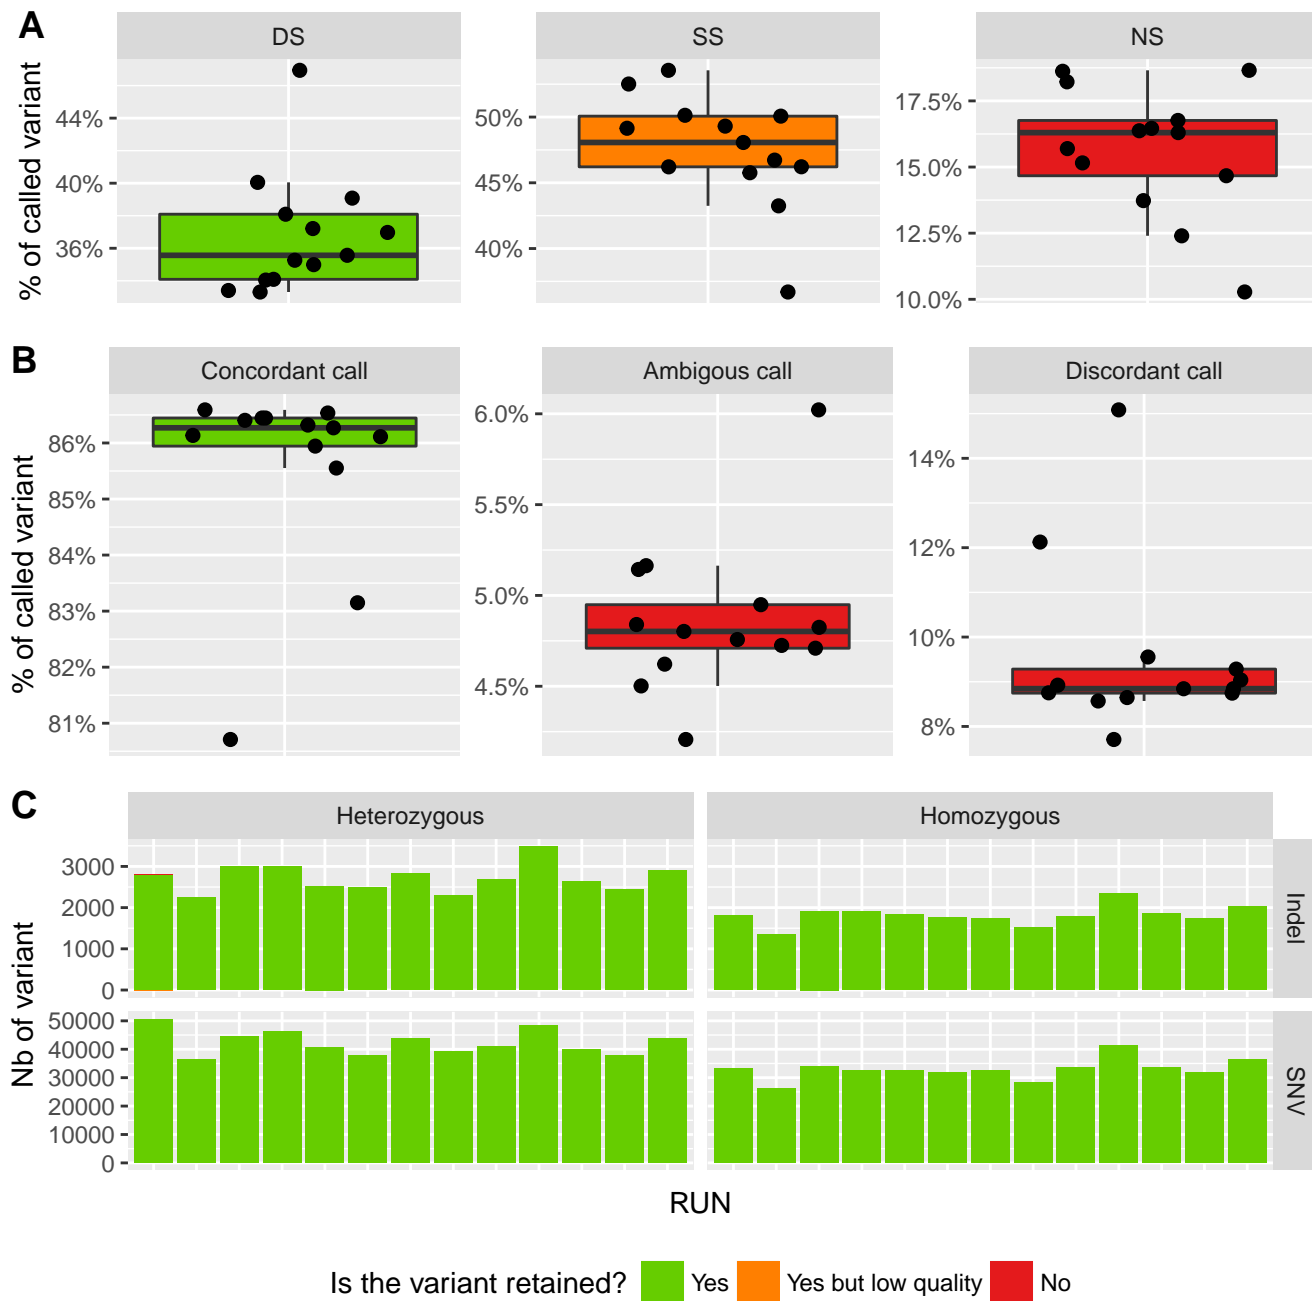 A
DS
SS
NS
% of called variant
44%
40%
36%
50%
45%
40%
17.5%
15.0%
12.5%
10.0%
B
Concordant call
Ambigous call
Discordant call
% of called variant
86%
85%
84%
83%
82%
81%
6.0%
5.5%
5.0%
4.5%
14%
12%
10%
8%
C
Heterozygous
Homozygous
Nb of variant
3000
2000
1000
0
Indel
50000
40000
30000
20000
10000
0
SNV
RUN
Is the variant retained? Yes Yes but low quality No